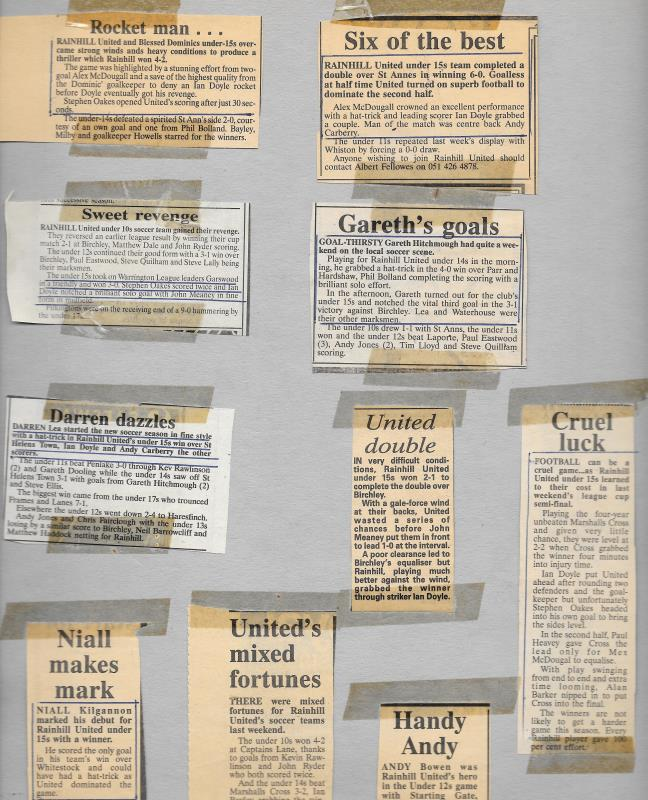 Rocket man . . .
RAINHILL United and Blessed Dominics under-15s over-
came strong winds ands heavy conditions to produce a
thriller which Rainhill won 4-2.
The game was highlighted by a stunning effort from two-
goal Alex McDougall and a save of the highest quality from
the Dominic' goalkeeper to deny an Ian Doyle rocket
before Doyle eventually got his revenge.
Stephen Oakes opened United's scoring after just 30 sec-
onds.
The under-14s defeated a spirited St Ann's side 2-0, cour-
tesy of an own goal and one from Phil Bolland. Bayley,
Milby and goalkeeper Howells starred for the winners.
Six of the best
RAINHILL United under 15s team completed a
double over St Annes in winning 6-0. Goalless
at half time United turned on superb football to
dominate the second half.
Alex McDougall crowned an excellent performance
with a hat-trick and leading scorer Ian Doyle grabbed
a couple. Man of the match was centre back Andy
Carberry.
The under 11s repeated last week's display with
Whiston by forcing a 0-0 draw.
Anyone wishing to join Rainhill United should
contact Albert Fellowes on 051 426 4878.
successive season.
Sweet revenge
RAINHILL United under 10s soccer team gained their revenge.
They reversed an earlier league result by winning their cup
match 2-1 at Birchley, Matthew Dale and John Ryder scoring.
The under 12s continued their good form with a 3-1 win over
Birchley, Paul Eastwood, Steve Quilham and Steve Lally being
their marksmen.
The under 15s took on Warrington League leaders Garswood
in a friendly and won 3-0. Stephen Oakes scored twice and Ian
Doyle notched a brilliant solo goal with John Meaney in fine
form in midfield.
Pilkingtons were on the receiving end of a 9-0 hammering by
the under 17s.
Gareth's goals
GOAL-THIRSTY Gareth Hitchmough had quite a wee-
kend on the local soccer scene.
Playing for Rainhill United under 14s in the morn-
ing, he grabbed a hat-trick in the 4-0 win over Parr and
Hardshaw, Phil Bolland completing the scoring with a
brilliant solo effort.
In the afternoon, Gareth turned out for the club's
under 15s and notched the vital third goal in the 3-1
victory against Birchley. Lea and Waterhouse were
their other marksmen.
The under 10s drew 1-1 with St Anns, the under 11s
won and the under 12s beat Laporte, Paul Eastwood
(3), Andy Jones (2), Tim Lloyd and Steve Quillham
scoring.
Darren dazzles
DARREN Lea started the new soccer season in fine style
with a hat-trick in Rainhill United's under 15s win over St
Helens Town, Ian Doyle and Andy Carberry the other
scorers.
The under 11s beat Penlake 3-0 through Kev Rawlinson
(2) and Gareth Dooling while the under 14s saw off St
Helens Town 3-1 with goals from Gareth Hitchmough (2)
and Steve Ellis.
The biggest win came from the under 17s who trounced
Frames and Lanes 7-1.
Elsewhere the under 12s went down 2-4 to Haresfinch.
Andy Jones and Chris Fairclough with the under 13s
losing by a similar score to Birchley, Neil Barrowcliff and
Matthew Haddock netting for Rainhill.
United
double
IN very difficult condi-
tions, Rainhill United
under 15s won 2-1 to
complete the double over
Birchley.
With a gale-force wind
at their backs, United
wasted a series of
chances before John
Meaney put them in front
to lead 1-0 at the interval.
A poor clearance led to
Birchley's equaliser but
Rainhill, playing much
better against the wind,
grabbed the winner
through striker Ian Doyle.
Cruel
luck
FOOTBALL can be a
cruel game...as Rainhill
United under 15s learned
to their cost in last
weekend's league cup
semi-final.
Playing the four-year
unbeaten Marshalls Cross
and given very little
chance, they were level at
2-2 when Cross grabbed
the winner four minutes
into injury time.
Ian Doyle put United
ahead after rounding two
defenders and the goal-
keeper but unfortunately
Stephen Oakes headed
into his own goal to bring
the sides level.
In the second half, Paul
Heavey gave Cross the
lead only for Mex
McDougal to equalise.
With play swinging
from end to end and extra
time looming, Alan
Barker nipped in to put
Cross into the final.
The winners are not
likely to get a harder
game this season. Every
Rainhill player gave 100
per cent effort.
Niall
makes
mark
NIALL Kilgannon
marked his debut for
Rainhill United under
15s with a winner.
He scored the only goal
in his team's win over
Whitestock and could
have had a hat-trick as
United dominated the
game.
United's
mixed
fortunes
THERE were mixed
fortunes for Rainhill
United's soccer teams
last weekend.
The under 10s won 4-2
at Captains Lane, thanks
to goals from Kevin Raw-
linson and John Ryder
who both scored twice.
And the under 14s beat
Marshalls Cross 3-2, Ian
Handy
Andy
ANDY Bowen was
Rainhill United's hero
in the Under 12s game
with Starting Gate,